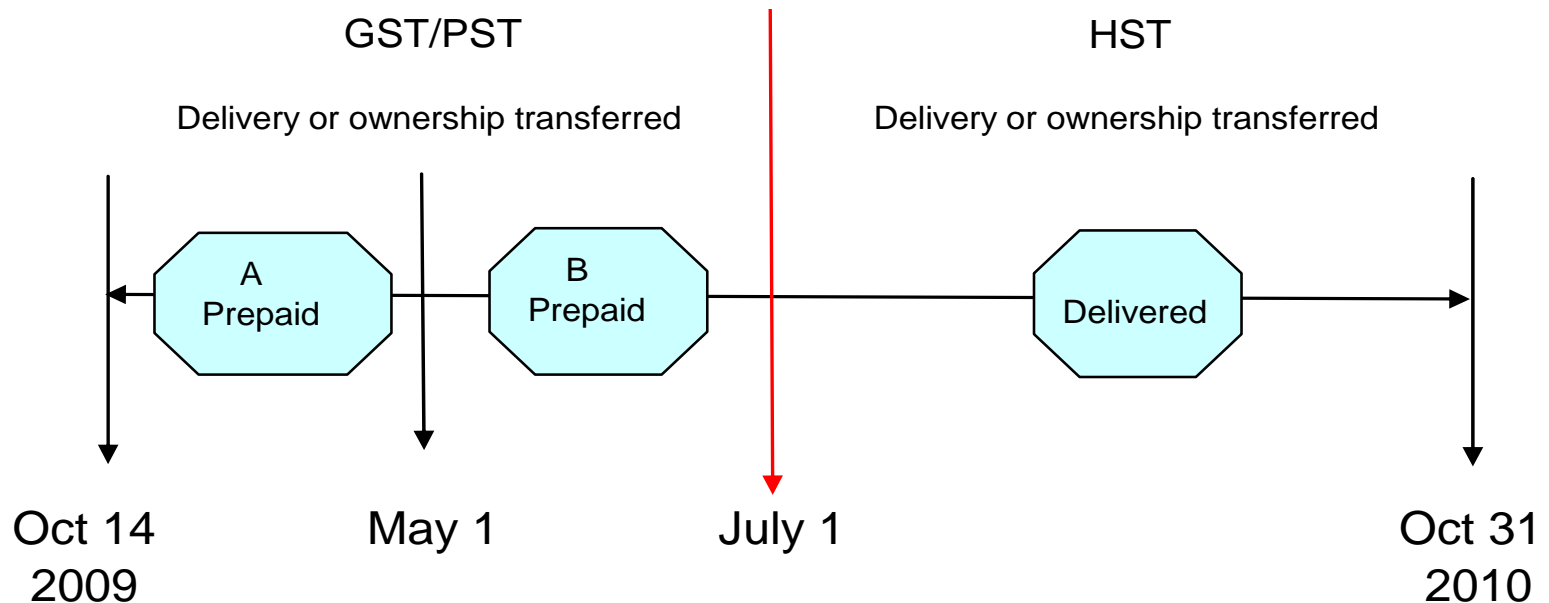 GST/PST
HST
Delivery or ownership transferred
Delivery or ownership transferred
A
Prepaid
B
Prepaid
Delivered
Oct 14
2009
May 1
July 1
Oct 31
2010